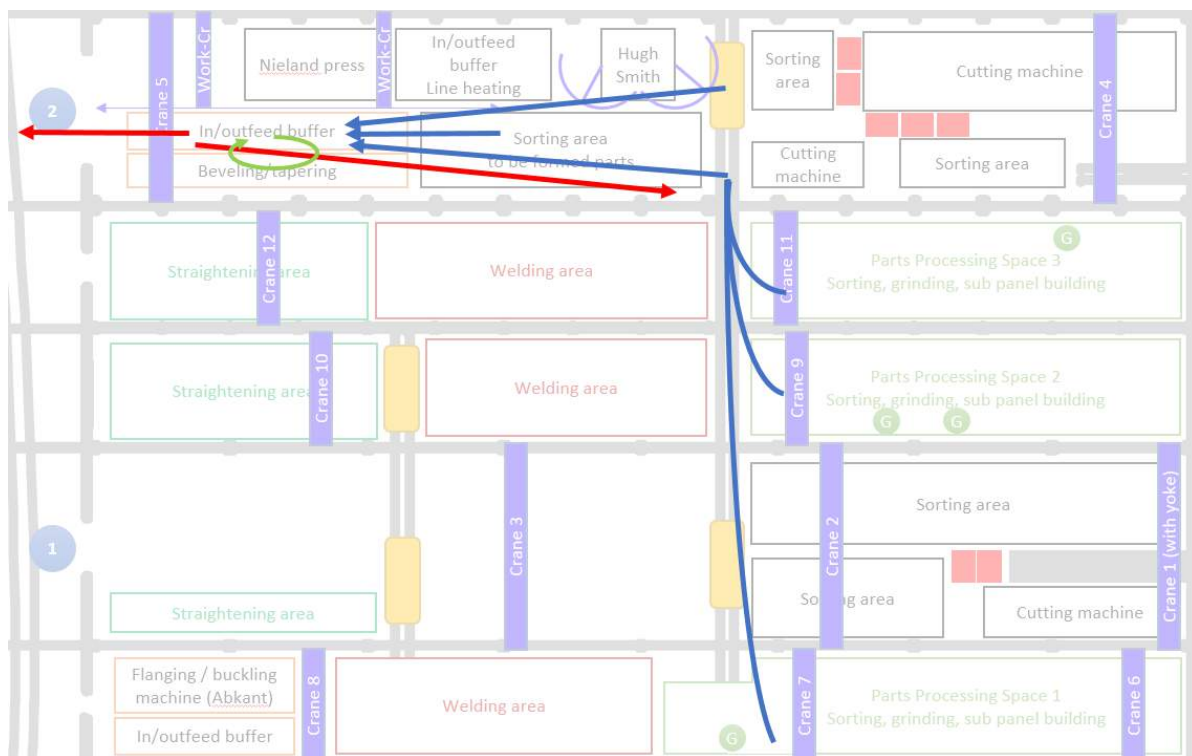 Work-Cr
Nieland press
Work-Cr
In/outfeed
buffer
Line heating
Hugh
Smith
Sorting
area
Cutting machine
Crane 4
2
Crane 5
In/outfeed buffer
Beveling/tapering
Sorting area
to be formed parts
Cutting
machine
Sorting area
Straightening area
Crane 12
Welding area
Crane 11
G
Parts Processing Space 3
Sorting, grinding, sub panel building
Straightening area
Crane 10
Welding area
Crane 9
Parts Processing Space 2
Sorting, grinding, sub panel building
G
G
1
Crane 3
Crane 2
Sorting area
Crane 1 (with yoke)
Straightening area
Sorting area
Cutting machine
Flanging / buckling
machine (Abkant)
In/outfeed buffer
Crane 8
Welding area
G
Crane 7
Parts Processing Space 1
Sorting, grinding, sub panel building
Crane 6